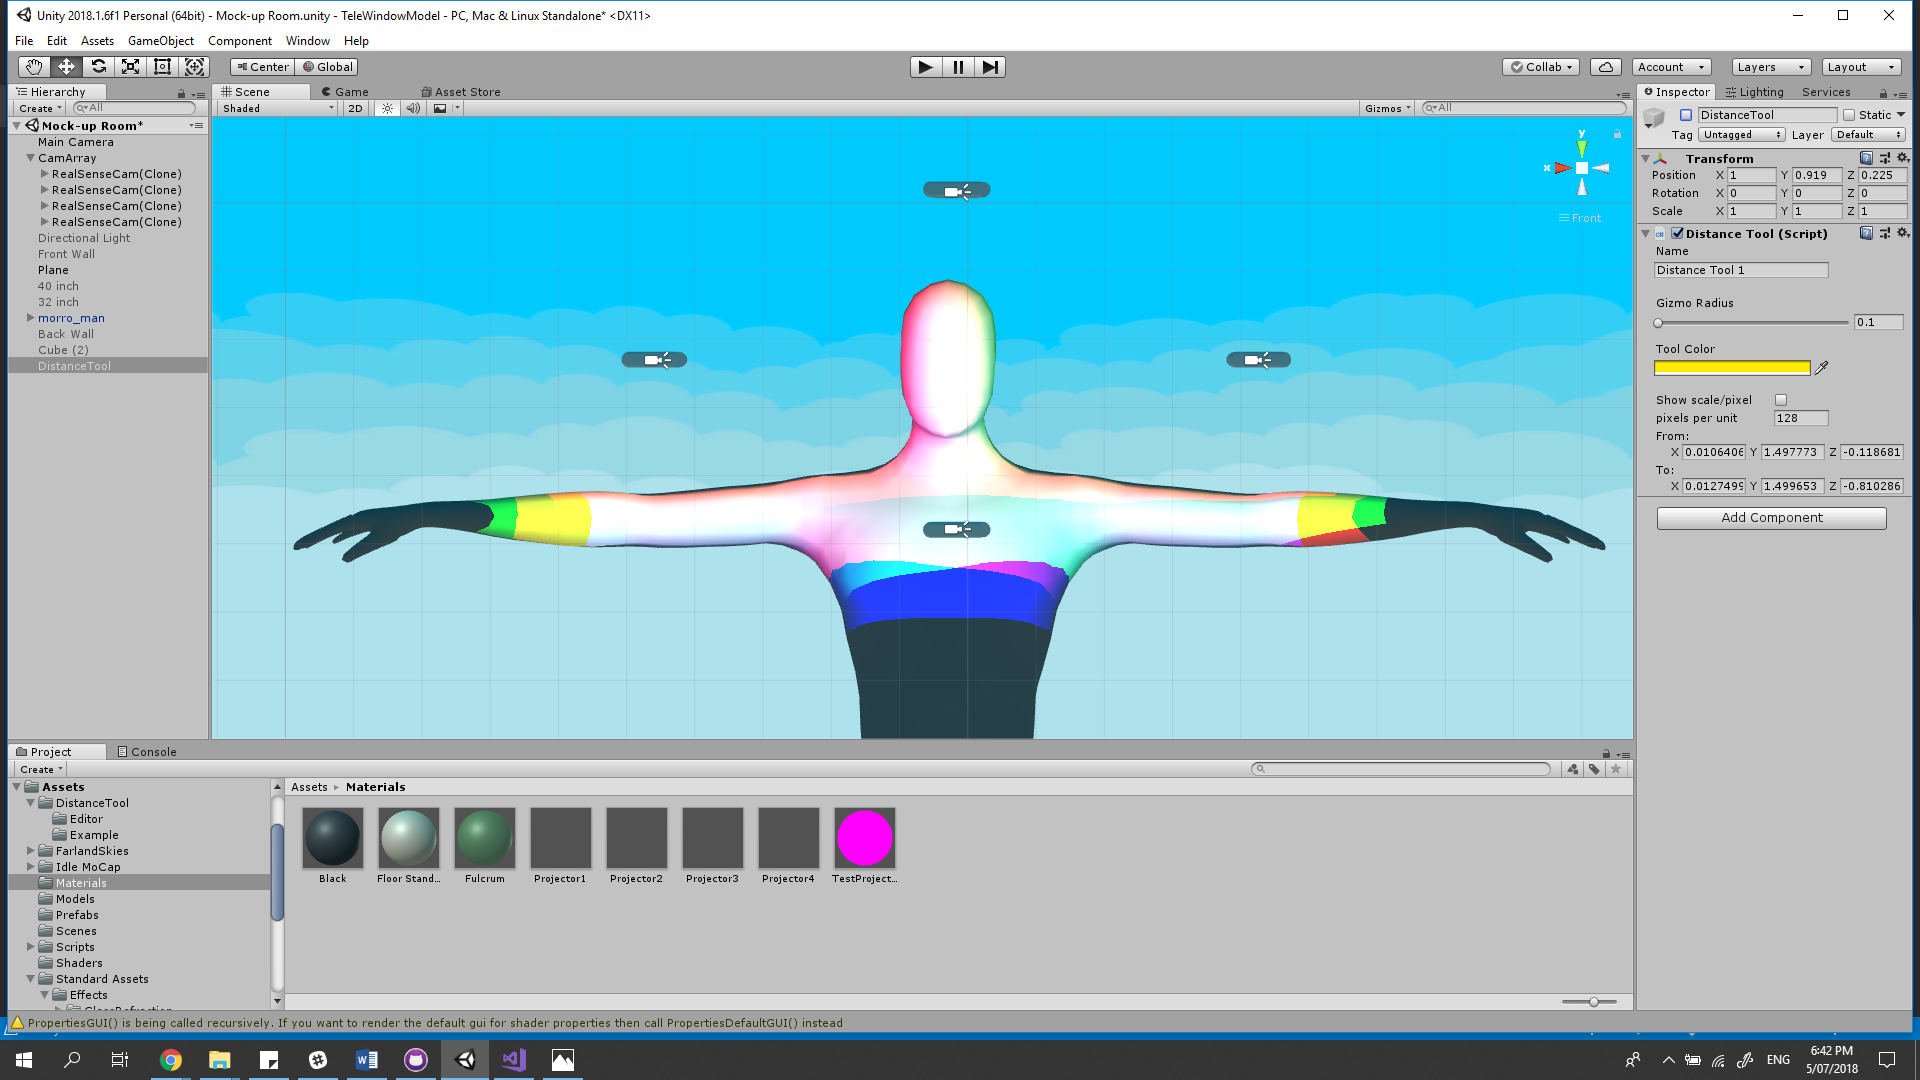 Unity 2018.1.6f1 Personal (64bit) - Mock-up Room.unity - TeleWindowModel - PC, Mac & Linux Standalone* <DX11>
File Edit Assets GameObject Component Window Help
Center Global Collab Account Layers Layout
Hierarchy
Create All
Mock-up Room*
Main Camera
CamArray
RealSenseCam(Clone)
RealSenseCam(Clone)
RealSenseCam(Clone)
RealSenseCam(Clone)
Directional Light
Front Wall
Plane
40 inch
32 inch
morro_man
Back Wall
Cube (2)
DistanceTool
Scene Game Asset Store
Shaded 2D Gizmos All
y
x
Front
Inspector Lighting Services
DistanceTool Static
Tag Untagged Layer Default
Transform
Position X 1 Y 0.919 Z 0.225
Rotation X 0 Y 0 Z 0
Scale X 1 Y 1 Z 1
Distance Tool (Script)
Name
Distance Tool 1
Gizmo Radius
0.1
Tool Color
Show scale/pixel
pixels per unit 128
From:
X 0.0106406 Y 1.497773 Z -0.118681
To:
X 0.0127499 Y 1.499653 Z -0.810286
Add Component
Project Console
Create
Assets
DistanceTool
Editor
Example
FarlandSkies
Idle MoCap
Materials
Models
Prefabs
Scenes
Scripts
Shaders
Standard Assets
Effects
Assets Materials
Black Floor Stand... Fulcrum Projector1 Projector2 Projector3 Projector4 TestProject...
PropertiesGUI() is being called recursively. If you want to render the default gui for shader properties then call PropertiesDefaultGUI() instead
ENG
6:42 PM
5/07/2018